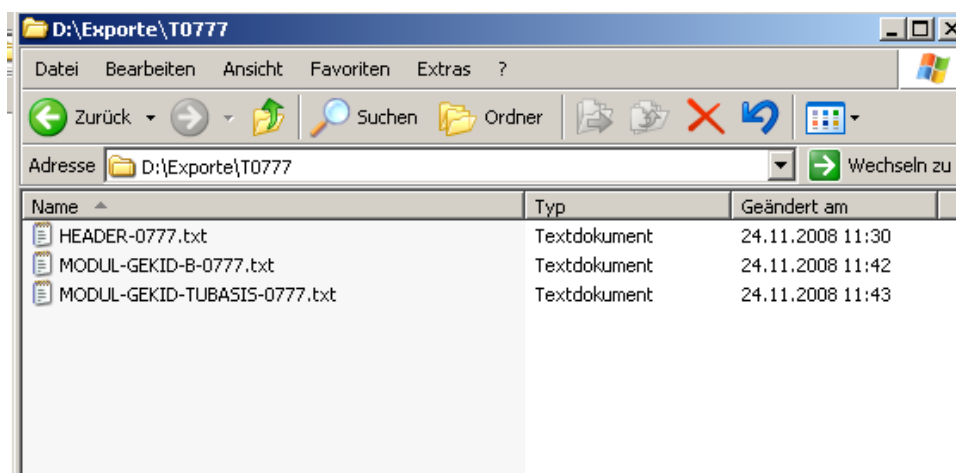 D:\Exporte\T0777
Datei Bearbeiten Ansicht Favoriten Extras ?
Zurück Suchen Ordner
Adresse D:\Exporte\T0777 Wechseln zu
Name Typ Geändert am
HEADER-0777.txt Textdokument 24.11.2008 11:30
MODUL-GEKID-B-0777.txt Textdokument 24.11.2008 11:42
MODUL-GEKID-TUBASIS-0777.txt Textdokument 24.11.2008 11:43